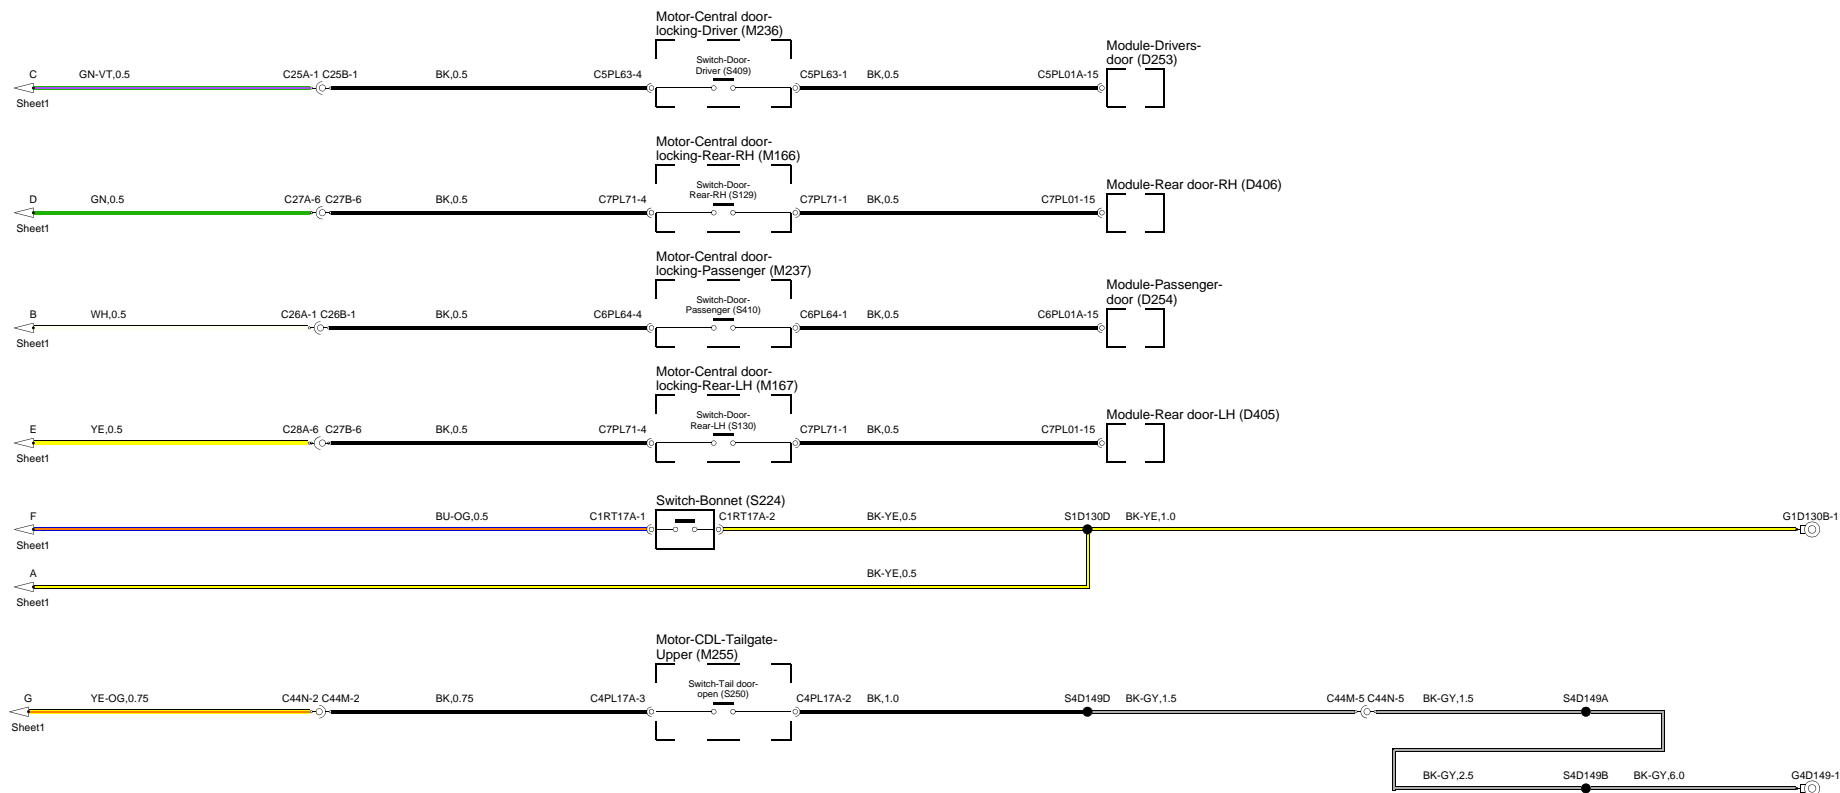 Motor-Central door-
locking-Driver (M236)
Switch-Door-
Driver (S409)
Module-Drivers-
door (D253)
C GN-VT,0.5 C25A-1 C25B-1 BK,0.5 C5PL63-4 C5PL63-1 BK,0.5 C5PL01A-15
Sheet1
Motor-Central door-
locking-Rear-RH (M166)
Switch-Door-
Rear-RH (S129)
Module-Rear door-RH (D406)
D GN,0.5 C27A-6 C27B-6 BK,0.5 C7PL71-4 C7PL71-1 BK,0.5 C7PL01-15
Sheet1
Motor-Central door-
locking-Passenger (M237)
Switch-Door-
Passenger (S410)
Module-Passenger-
door (D254)
B WH,0.5 C26A-1 C26B-1 BK,0.5 C6PL64-4 C6PL64-1 BK,0.5 C6PL01A-15
Sheet1
Motor-Central door-
locking-Rear-LH (M167)
Switch-Door-
Rear-LH (S130)
Module-Rear door-LH (D405)
E YE,0.5 C28A-6 C27B-6 BK,0.5 C7PL71-4 C7PL71-1 BK,0.5 C7PL01-15
Sheet1
Switch-Bonnet (S224)
F BU-OG,0.5 C1RT17A-1 C1RT17A-2 BK-YE,0.5 S1D130D BK-YE,1.0 G1D130B-1
Sheet1
A BK-YE,0.5
Sheet1
Motor-CDL-Tailgate-
Upper (M255)
Switch-Tail door-
open (S250)
G YE-OG,0.75 C44N-2 C44M-2 BK,0.75 C4PL17A-3 C4PL17A-2 BK,1.0 S4D149D BK-GY,1.5 C44M-5 C44N-5 BK-GY,1.5 S4D149A
Sheet1
BK-GY,2.5 S4D149B BK-GY,6.0 G4D149-1